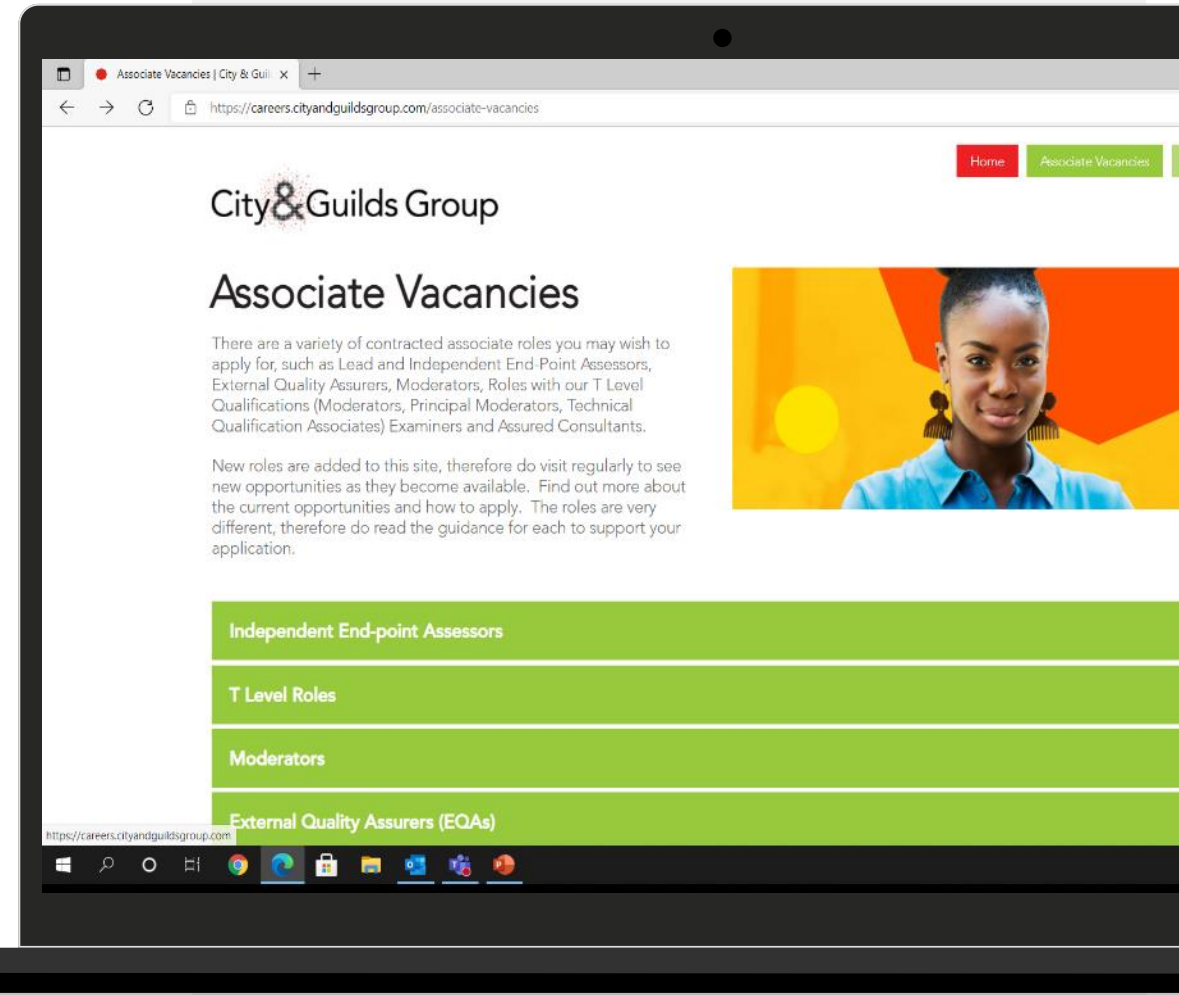 Associate Vacancies | City & Guil
https://careers.cityandguildsgroup.com/associate-vacancies
Home
Associate Vacancies
City&Guilds Group
Associate Vacancies
There are a variety of contracted associate roles you may wish to
apply for, such as Lead and Independent End-Point Assessors,
External Quality Assurers, Moderators, Roles with our T Level
Qualifications (Moderators, Principal Moderators, Technical
Qualification Associates) Examiners and Assured Consultants.
New roles are added to this site, therefore do visit regularly to see
new opportunities as they become available.  Find out more about
the current opportunities and how to apply.  The roles are very
different, therefore do read the guidance for each to support your
application.
Independent End-point Assessors
T Level Roles
Moderators
External Quality Assurers (EQAs)
https://careers.cityandguildsgroup.com